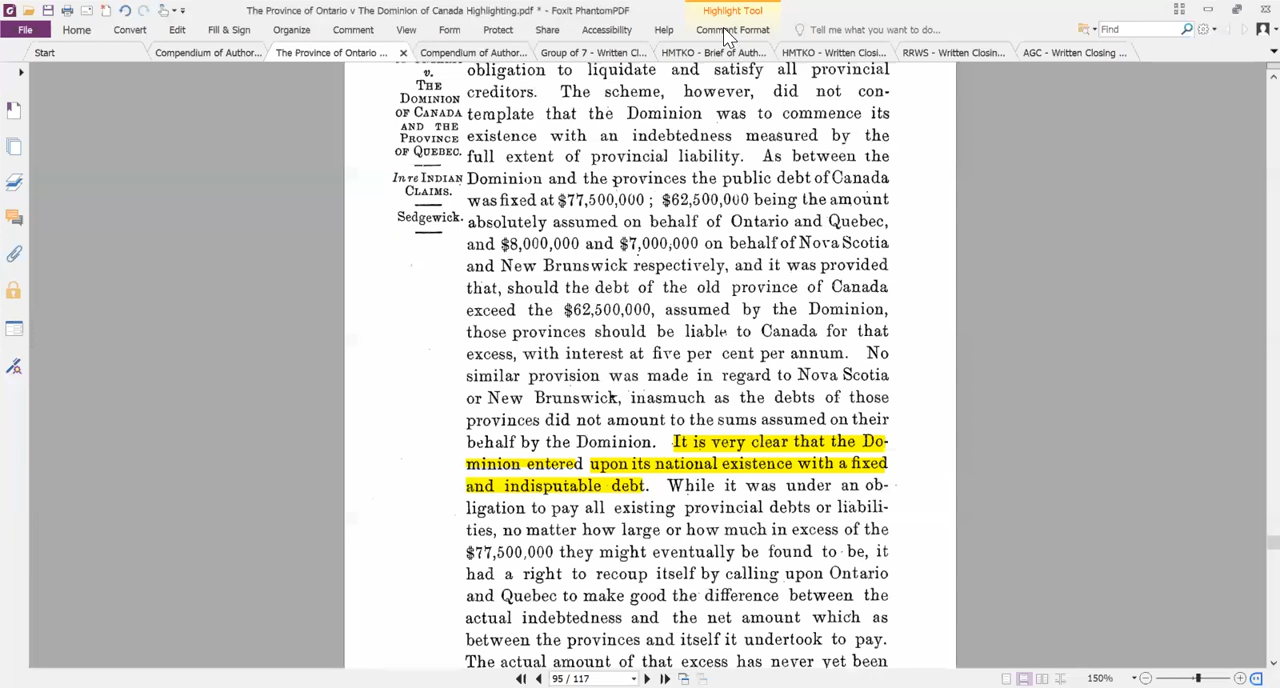 The Province of Ontario v The Dominion of Canada Highlighting.pdf * - Foxit PhantomPDF
Highlight Tool
File Home Convert Edit Fill & Sign Organize Comment View Form Protect Share Accessibility Help Comment Format Tell me what you want to do... Find
Start Compendium of Author... The Province of Ontario ... Compendium of Author... Group of 7 - Written Cl... HMTKO - Brief of Auth... HMTKO - Written Closi... RRWS - Written Closin... AGC - Written Closing ...
v.
THE
DOMINION
OF CANADA
AND THE
PROVINCE
OF QUEBEC.
In re INDIAN
CLAIMS.
Sedgewick.
obligation to liquidate and satisfy all provincial
creditors. The scheme, however, did not con-
template that the Dominion was to commence its
existence with an indebtedness measured by the
full extent of provincial liability. As between the
Dominion and the provinces the public debt of Canada
was fixed at $77,500,000 ; $62,500,000 being the amount
absolutely assumed on behalf of Ontario and Quebec,
and $8,000,000 and $7,000,000 on behalf of Nova Scotia
and New Brunswick respectively, and it was provided
that, should the debt of the old province of Canada
exceed the $62,500,000, assumed by the Dominion,
those provinces should be liable to Canada for that
excess, with interest at five per cent per annum. No
similar provision was made in regard to Nova Scotia
or New Brunswick, inasmuch as the debts of those
provinces did not amount to the sums assumed on their
behalf by the Dominion. It is very clear that the Do-
minion entered upon its national existence with a fixed
and indisputable debt. While it was under an ob-
ligation to pay all existing provincial debts or liabili-
ties, no matter how large or how much in excess of the
$77,500,000 they might eventually be found to be, it
had a right to recoup itself by calling upon Ontario
and Quebec to make good the difference between the
actual indebtedness and the net amount which as
between the provinces and itself it undertook to pay.
The actual amount of that excess has never yet been
95 / 117
150%